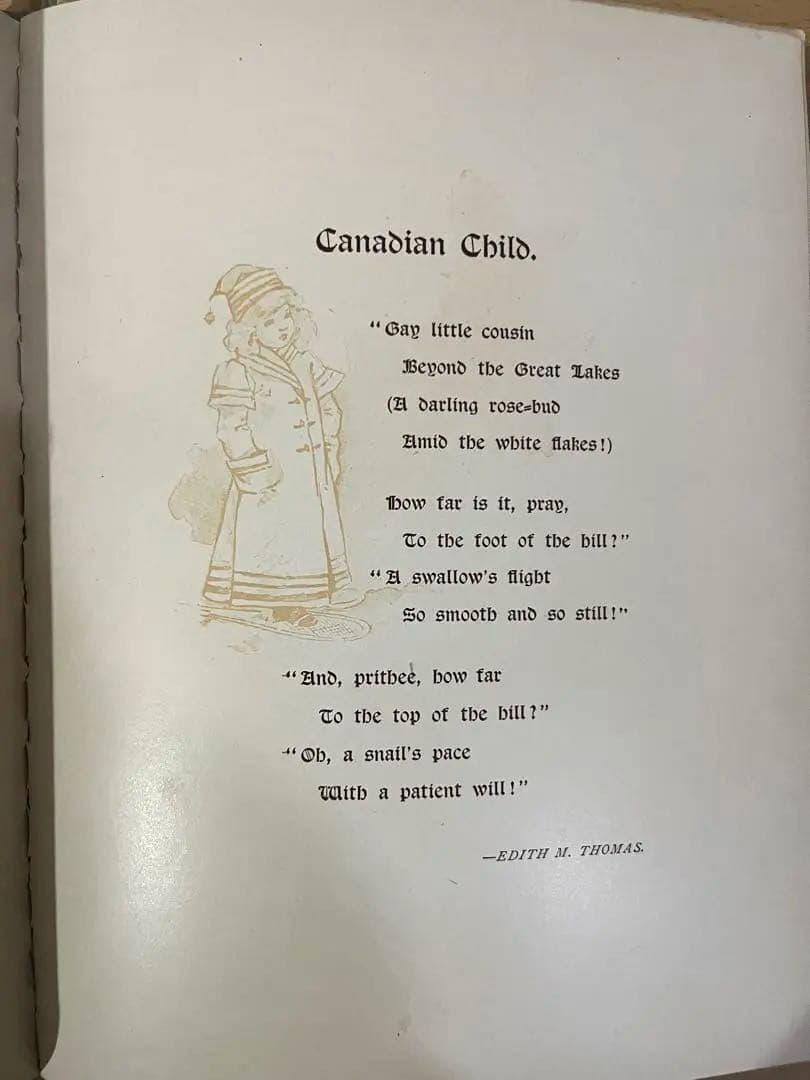 Canadian Child.
“Gay little cousin
Beyond the Great Lakes
(A darling rose-bud
Amid the white flakes!)
How far is it, pray,
To the foot of the hill?”
“A swallow's flight
So smooth and so still!”
“And, prithee, how far
To the top of the hill?”
“Oh, a snail's pace
With a patient will!”
—EDITH M. THOMAS.